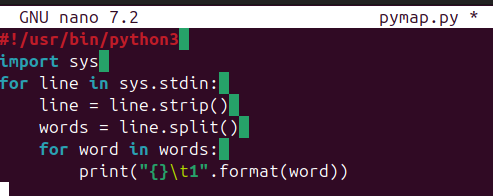 GNU nano 7.2 pymap.py *
#!/usr/bin/python3
import sys
for line in sys.stdin:
    line = line.strip()
    words = line.split()
    for word in words:
        print("{}\t1".format(word))